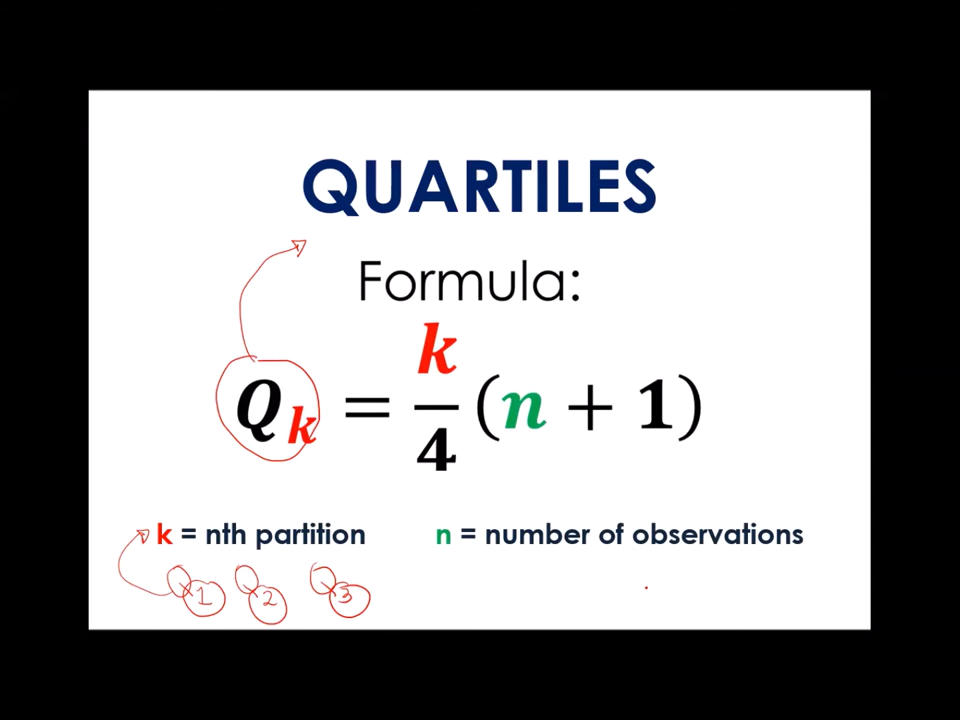 QUARTILES
Formula:
Qₖ = k/4 (n + 1)
k = nth partition
n = number of observations
Q1 Q2 Q3